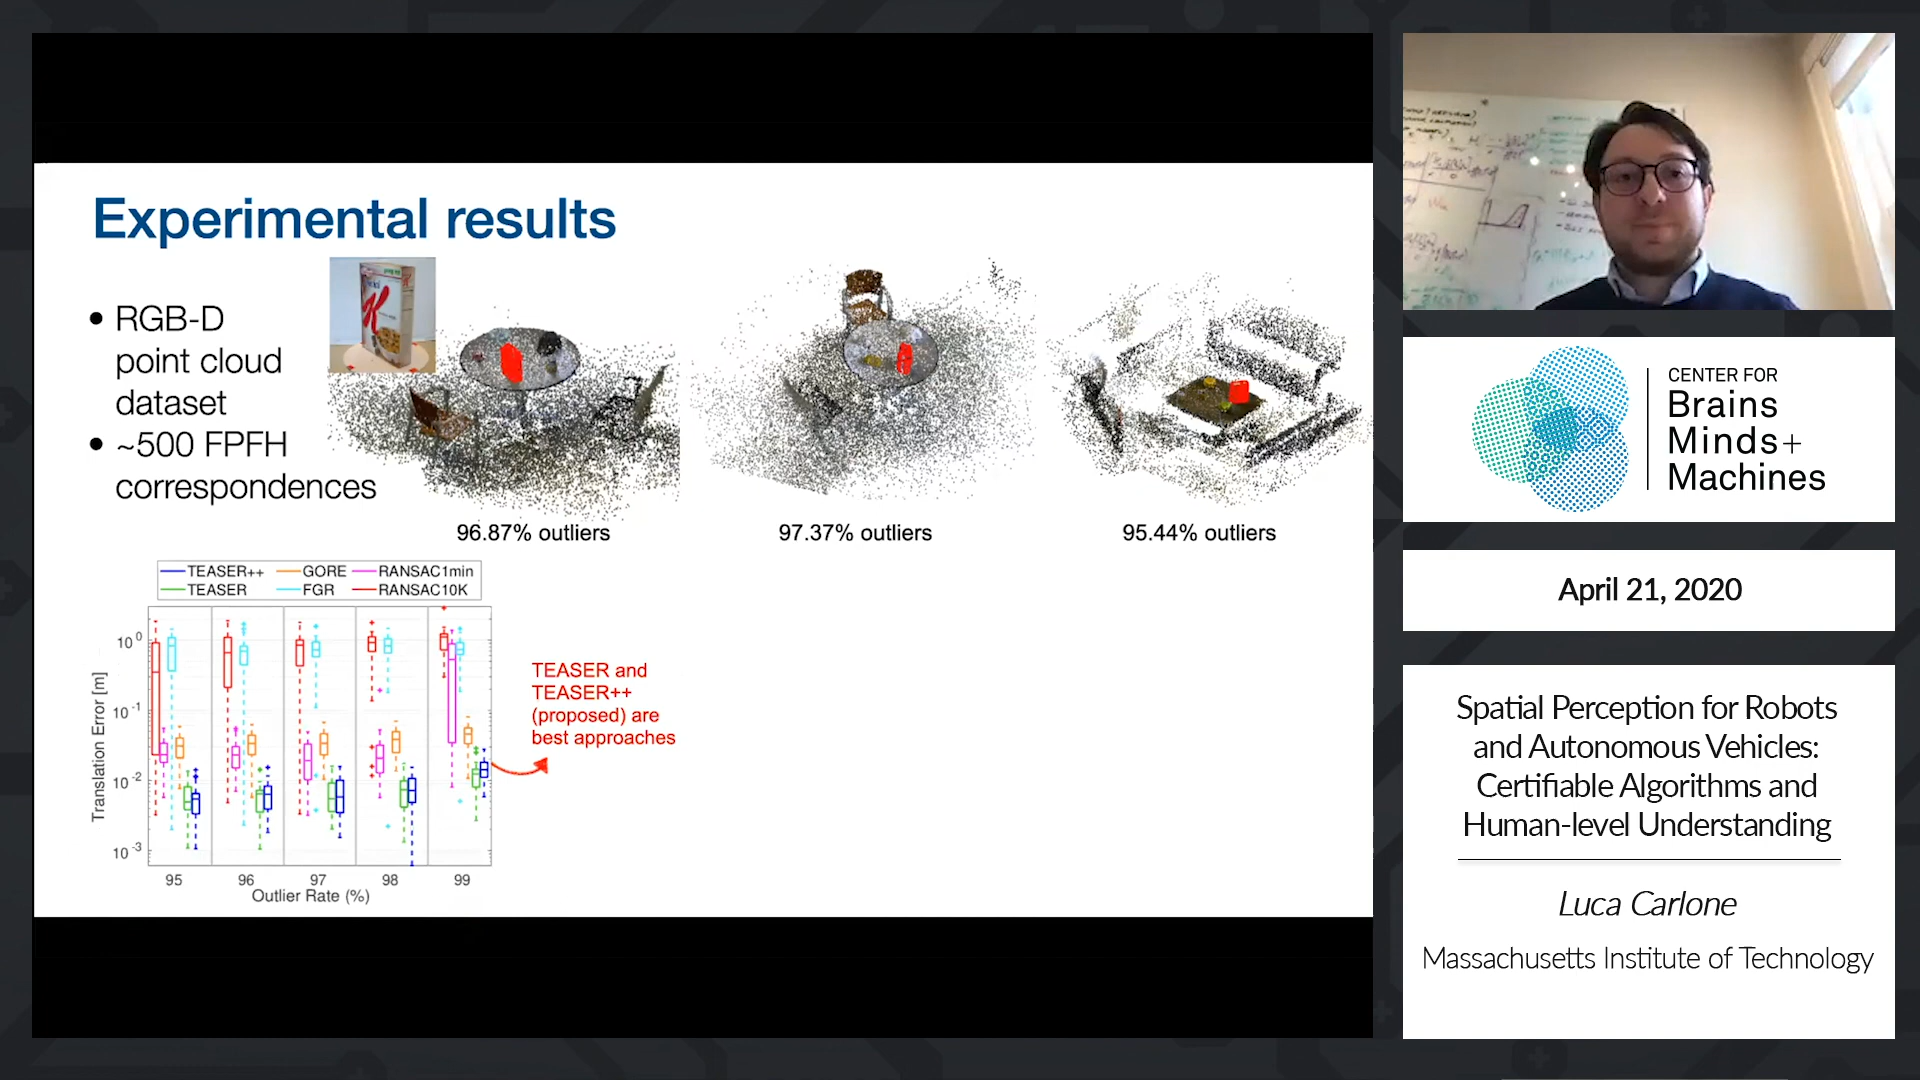 Experimental results
• RGB-D
point cloud
dataset
• ~500 FPFH
correspondences
K
96.87% outliers
97.37% outliers
95.44% outliers
TEASER++
GORE
RANSAC1min
TEASER
FGR
RANSAC10K
10^0
10^-1
10^-2
10^-3
Translation Error [m]
95
96
97
98
99
Outlier Rate (%)
TEASER and
TEASER++
(proposed) are
best approaches
CENTER FOR
Brains
Minds+
Machines
April 21, 2020
Spatial Perception for Robots
and Autonomous Vehicles:
Certifiable Algorithms and
Human-level Understanding
Luca Carlone
Massachusetts Institute of Technology